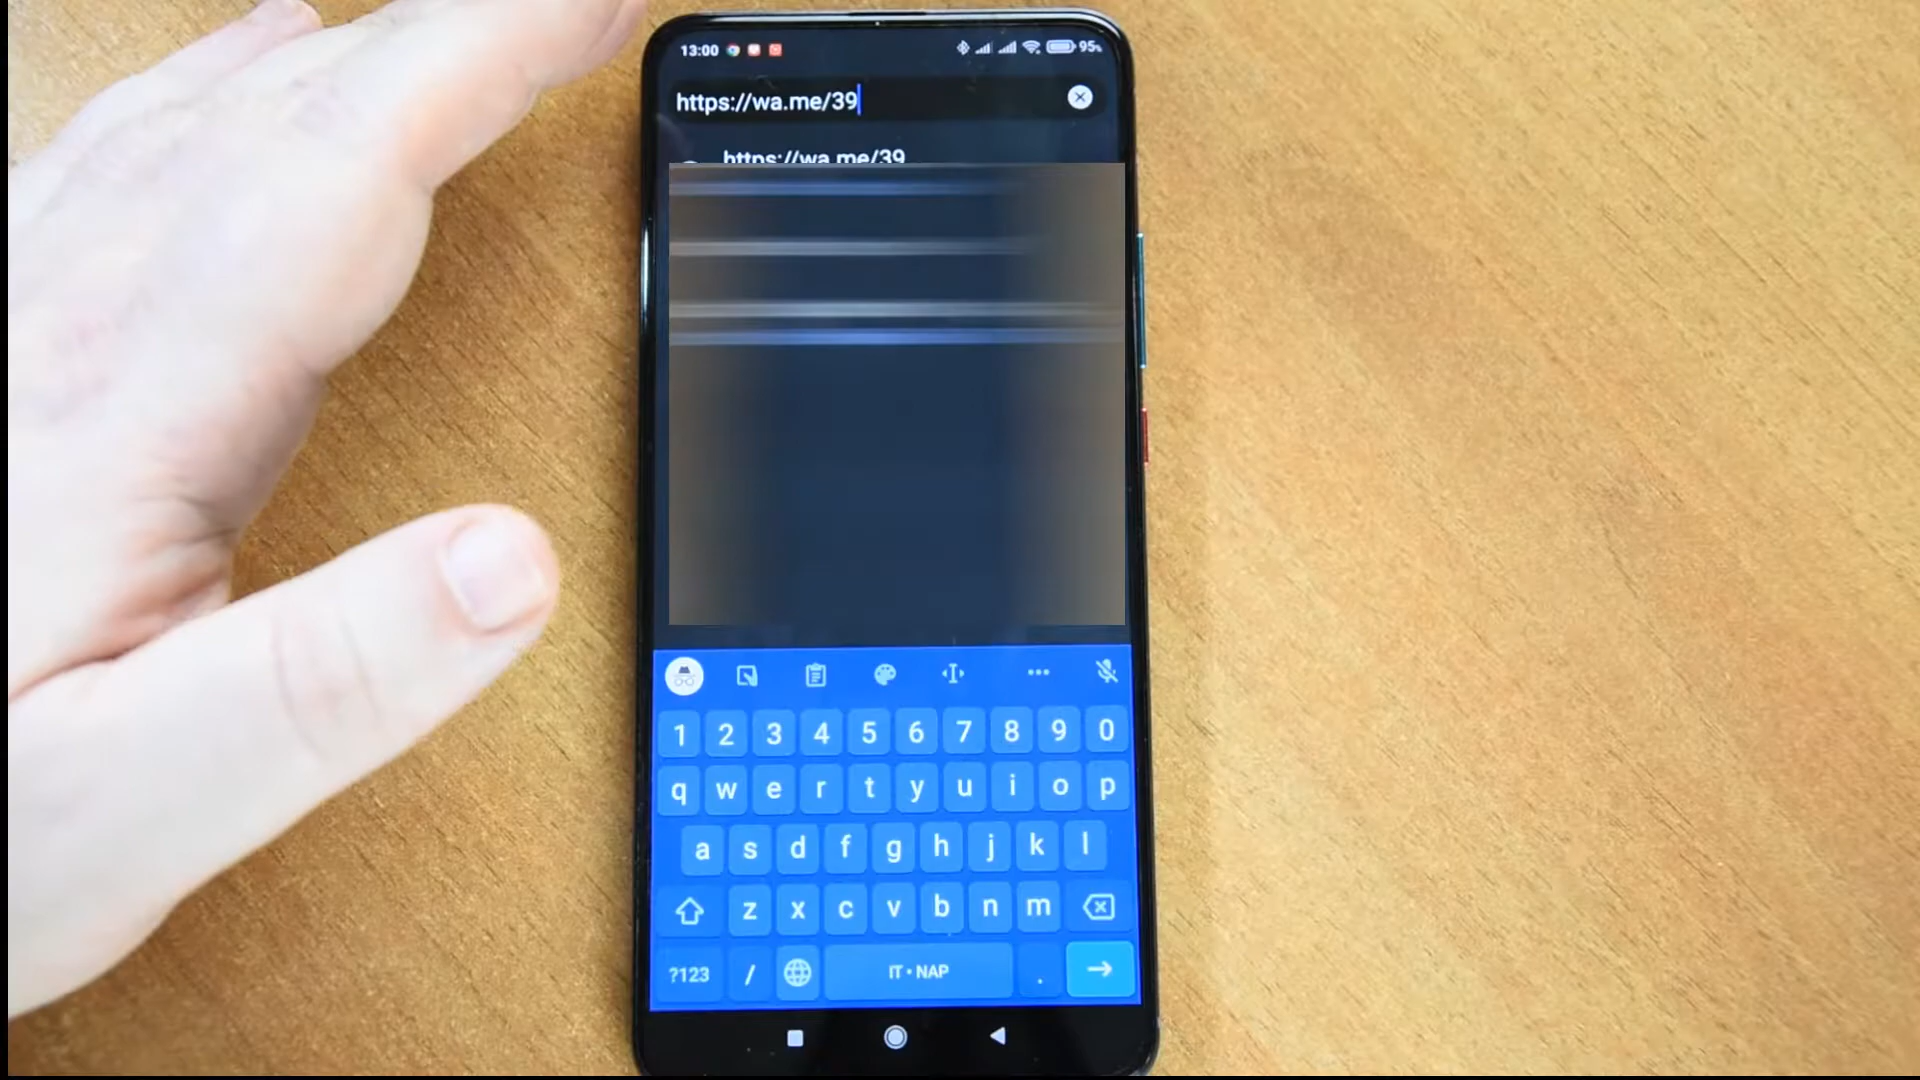 13:00 95%
https://wa.me/39
https://wa.me/39
1 2 3 4 5 6 7 8 9 0
q w e r t y u i o p
a s d f g h j k l
z x c v b n m
?123 / IT • NAP .